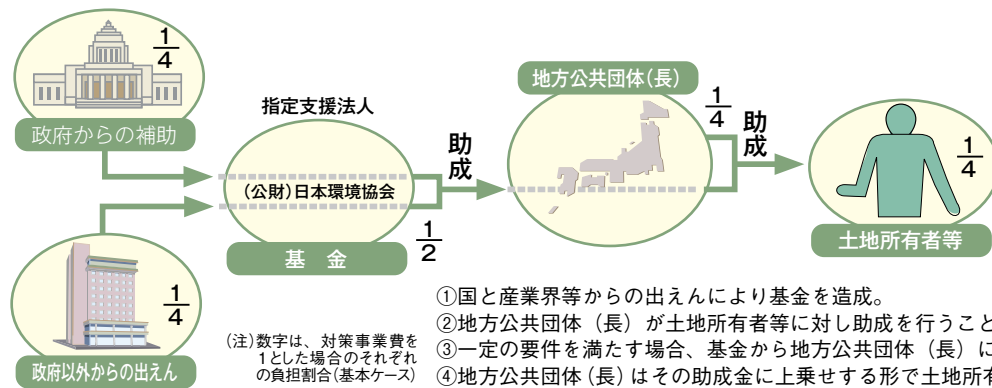 1/4
政府からの補助
指定支援法人
(公財)日本環境協会
基 金
1/2
助成
地方公共団体(長)
1/4
助成
1/4
土地所有者等
1/4
政府以外からの出えん
(注)数字は、対策事業費を
1とした場合のそれぞれ
の負担割合(基本ケース)
①国と産業界等からの出えんにより基金を造成。
②地方公共団体（長）が土地所有者等に対し助成を行うこと
③一定の要件を満たす場合、基金から地方公共団体（長）に
④地方公共団体(長)はその助成金に上乗せする形で土地所有